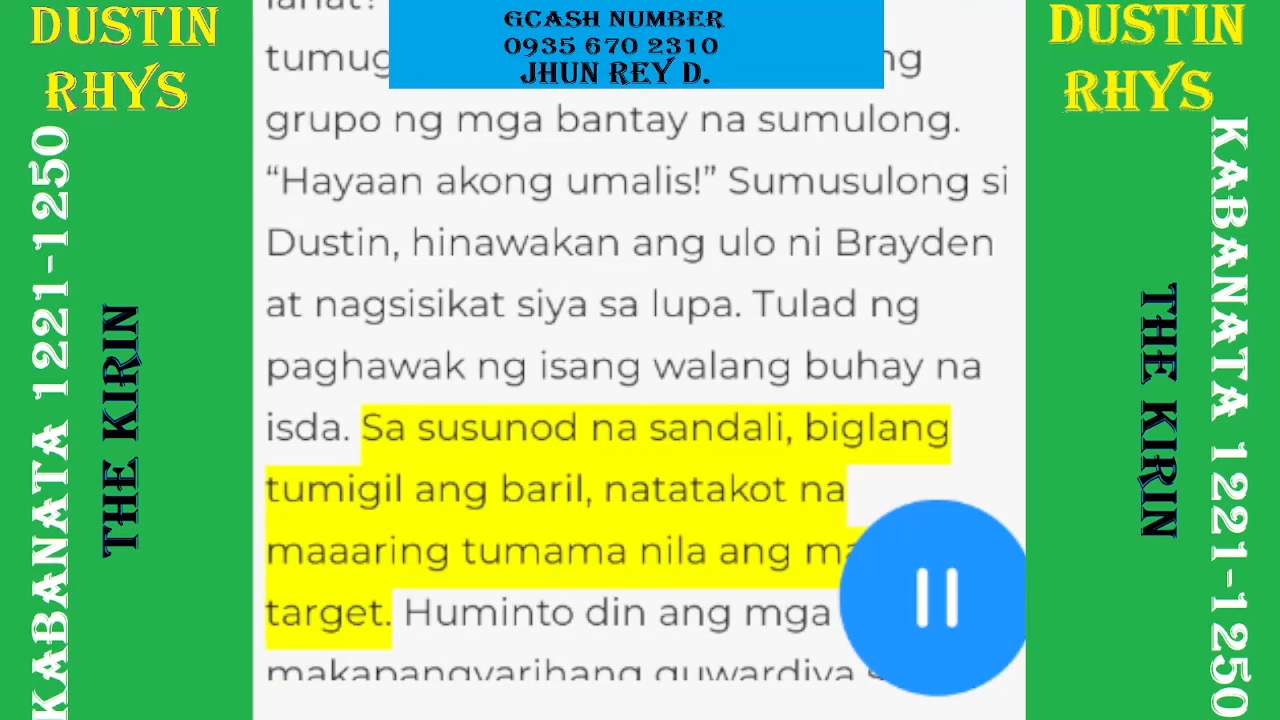 DUSTIN
RHYS
KABANATA 1221-1250
THE KIRIN
GCASH NUMBER
0935 670 2310
JHUN REY D.
grupo ng mga bantay na sumulong.
“Hayaan akong umalis!” Sumusulong si
Dustin, hinawakan ang ulo ni Brayden
at nagsisikat siya sa lupa. Tulad ng
paghawak ng isang walang buhay na
isda. Sa susunod na sandali, biglang
tumigil ang baril, natatakot na
maaaring tumama nila ang
target. Huminto din ang mga
makapangyarihang guwardiya
DUSTIN
RHYS
KABANATA 1221-1250
THE KIRIN